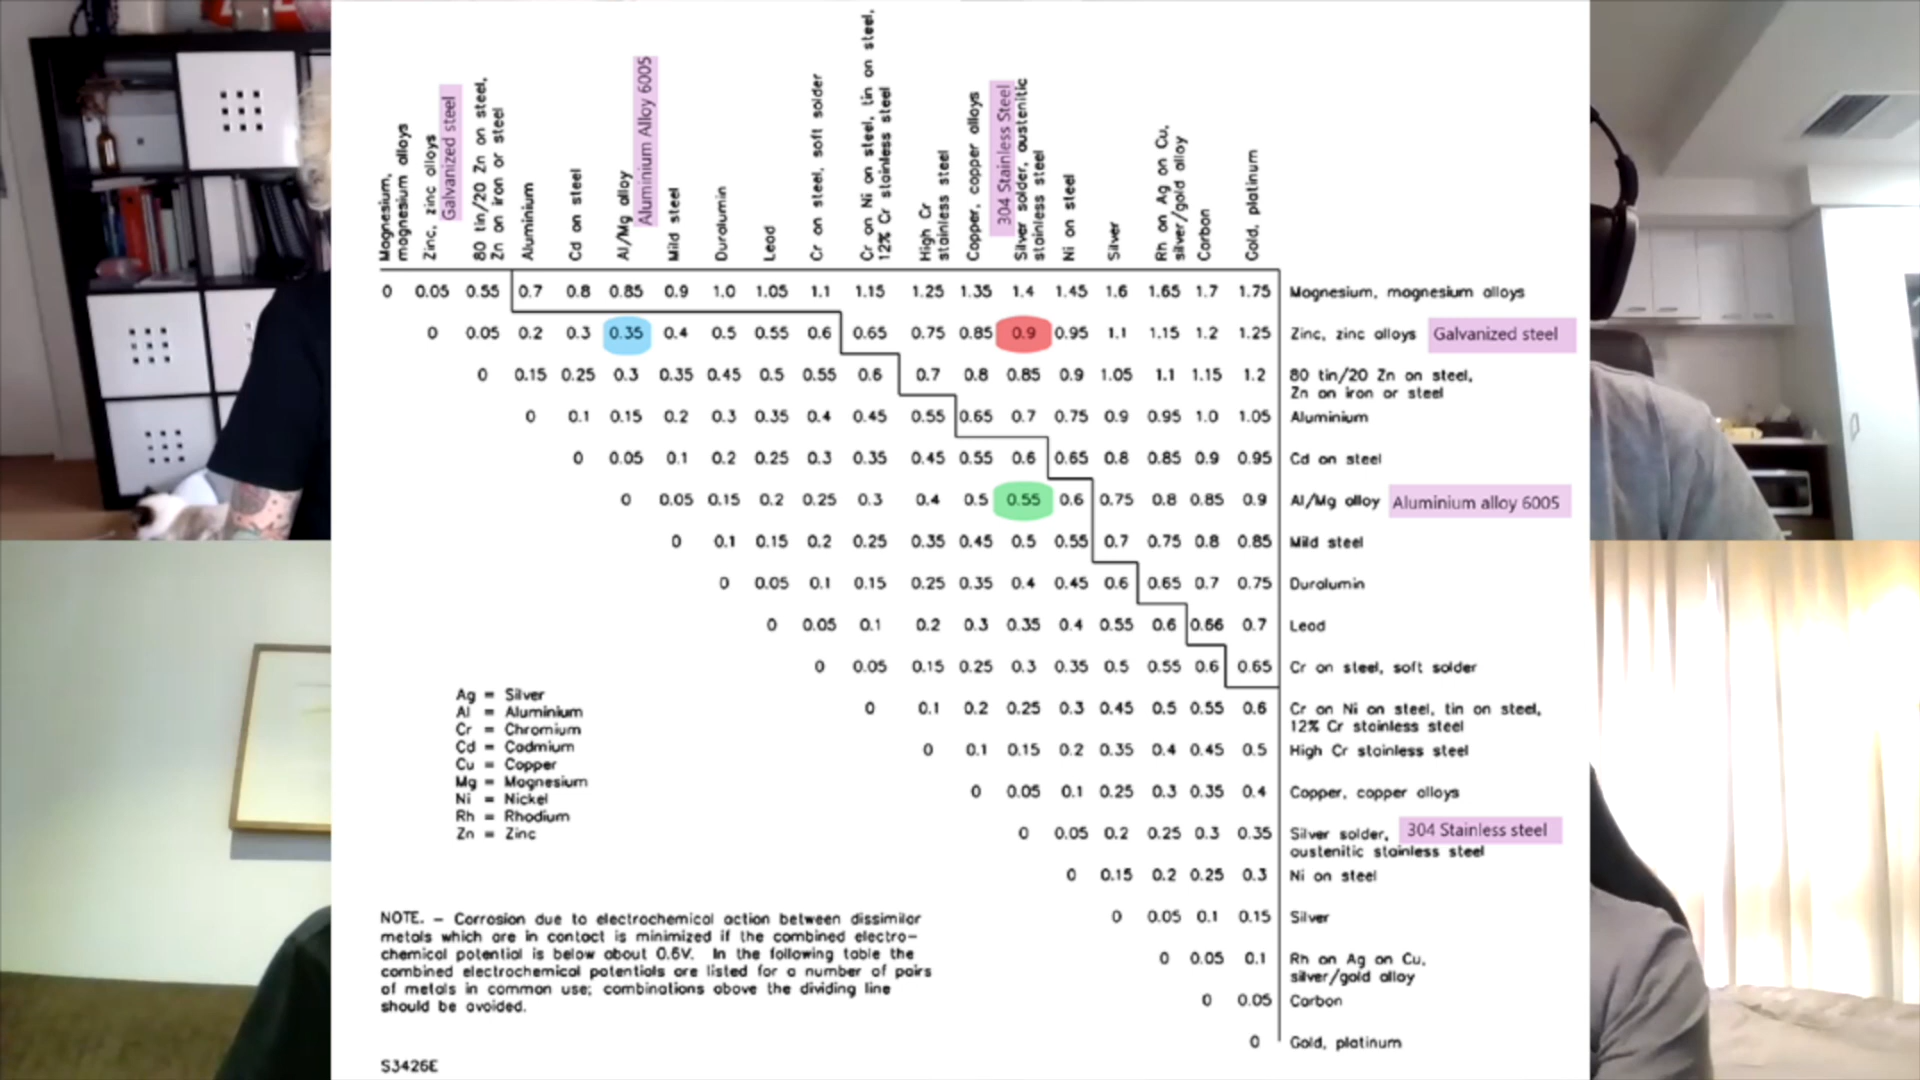 Magnesium,
magnesium alloys
Zinc, zinc alloys
Galvanized steel
80 tin/20 Zn on steel,
Zn on iron or steel
Aluminium
Cd on steel
Al/Mg alloy
Aluminium Alloy 6005
Mild steel
Duralumin
Lead
Cr on steel, soft solder
Cr on Ni on steel, tin on steel,
12% Cr stainless steel
High Cr
stainless steel
Copper, copper alloys
304 Stainless Steel
Silver solder, austenitic
stainless steel
Ni on steel
Silver
Rh on Ag on Cu,
silver/gold alloy
Carbon
Gold, platinum
0 0.05 0.55 0.7 0.8 0.85 0.9 1.0 1.05 1.1 1.15 1.25 1.35 1.4 1.45 1.6 1.65 1.7 1.75 Magnesium, magnesium alloys
0 0.05 0.2 0.3 0.35 0.4 0.5 0.55 0.6 0.65 0.75 0.85 0.9 0.95 1.1 1.15 1.2 1.25 Zinc, zinc alloys Galvanized steel
0 0.15 0.25 0.3 0.35 0.45 0.5 0.55 0.6 0.7 0.8 0.85 0.9 1.05 1.1 1.15 1.2 80 tin/20 Zn on steel,
Zn on iron or steel
0 0.1 0.15 0.2 0.3 0.35 0.4 0.45 0.55 0.65 0.7 0.75 0.9 0.95 1.0 1.05 Aluminium
0 0.05 0.1 0.2 0.25 0.3 0.35 0.45 0.55 0.6 0.65 0.8 0.85 0.9 0.95 Cd on steel
0 0.05 0.15 0.2 0.25 0.3 0.4 0.5 0.55 0.6 0.75 0.8 0.85 0.9 Al/Mg alloy Aluminium alloy 6005
0 0.1 0.15 0.2 0.25 0.35 0.45 0.5 0.55 0.7 0.75 0.8 0.85 Mild steel
0 0.05 0.1 0.15 0.25 0.35 0.4 0.45 0.6 0.65 0.7 0.75 Duralumin
0 0.05 0.1 0.2 0.3 0.35 0.4 0.55 0.6 0.66 0.7 Lead
0 0.05 0.15 0.25 0.3 0.35 0.5 0.55 0.6 0.65 Cr on steel, soft solder
0 0.1 0.2 0.25 0.3 0.45 0.5 0.55 0.6 Cr on Ni on steel, tin on steel,
12% Cr stainless steel
0 0.1 0.15 0.2 0.35 0.4 0.45 0.5 High Cr stainless steel
0 0.05 0.1 0.25 0.3 0.35 0.4 Copper, copper alloys
0 0.05 0.2 0.25 0.3 0.35 Silver solder, 304 Stainless steel
austenitic stainless steel
0 0.15 0.2 0.25 0.3 Ni on steel
0 0.05 0.1 0.15 Silver
0 0.05 0.1 Rh on Ag on Cu,
silver/gold alloy
0 0.05 Carbon
0 Gold, platinum
Ag = Silver
Al = Aluminium
Cr = Chromium
Cd = Cadmium
Cu = Copper
Mg = Magnesium
Ni = Nickel
Rh = Rhodium
Zn = Zinc
NOTE. – Corrosion due to electrochemical action between dissimilar
metals which are in contact is minimized if the combined electro–
chemical potential is below about 0.6V. In the following table the
combined electrochemical potentials are listed for a number of pairs
of metals in common use; combinations above the dividing line
should be avoided.
S3426E